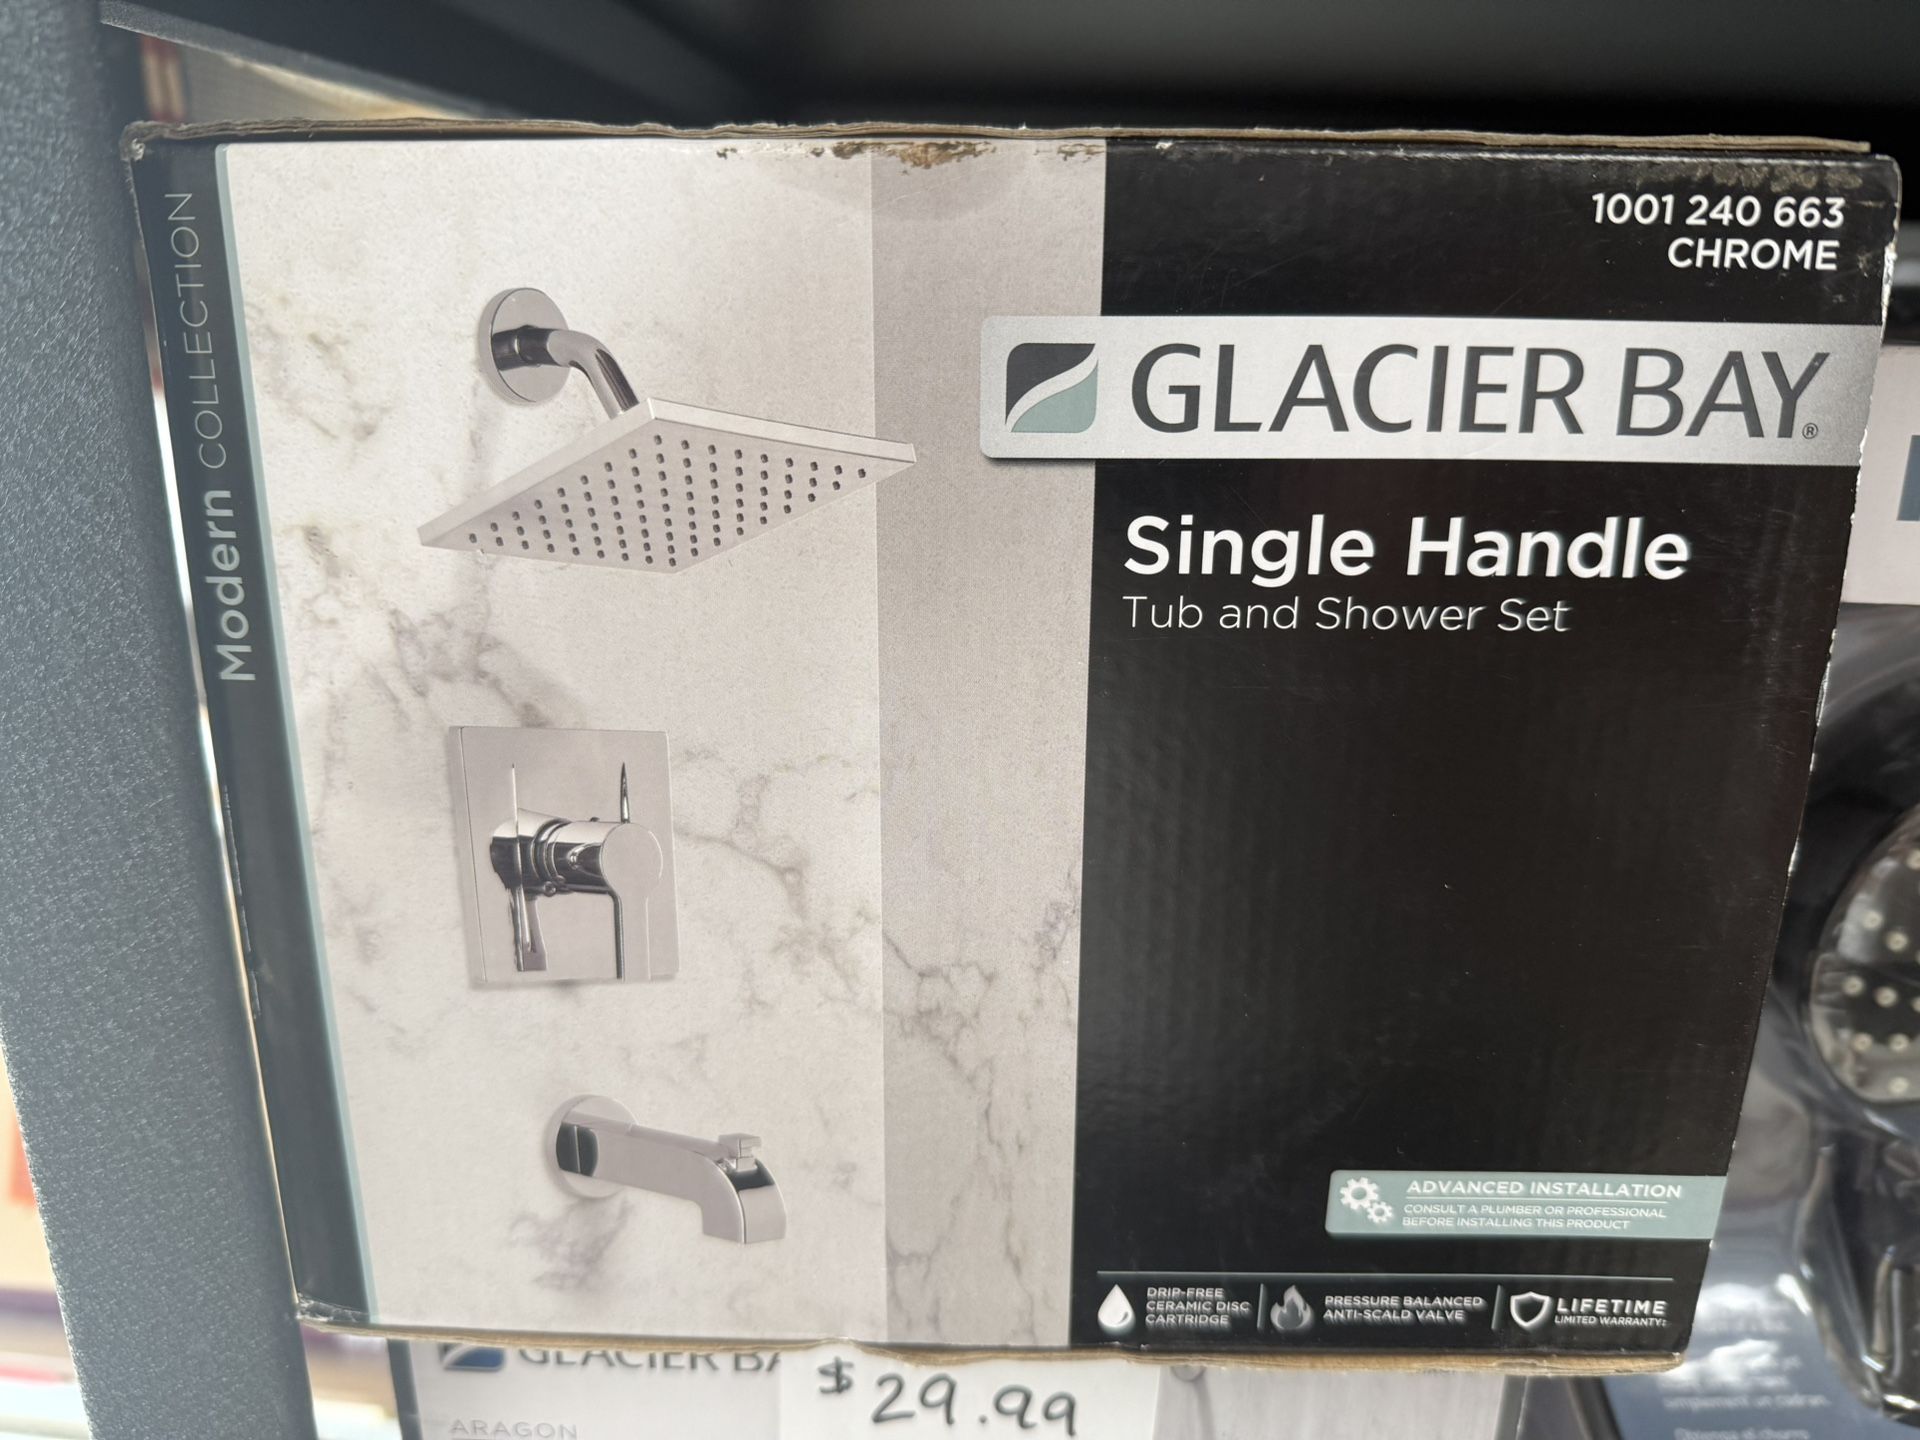 Modern COLLECTION
1001 240 663
CHROME
GLACIER BAY®
Single Handle
Tub and Shower Set
ADVANCED INSTALLATION
CONSULT A PLUMBER OR PROFESSIONAL
BEFORE INSTALLING THIS PRODUCT
DRIP-FREE
CERAMIC DISC
CARTRIDGE
PRESSURE BALANCED
ANTI-SCALD VALVE
LIFETIME
LIMITED WARRANTY‡
GLACIER BA
$29.99
ARAGON